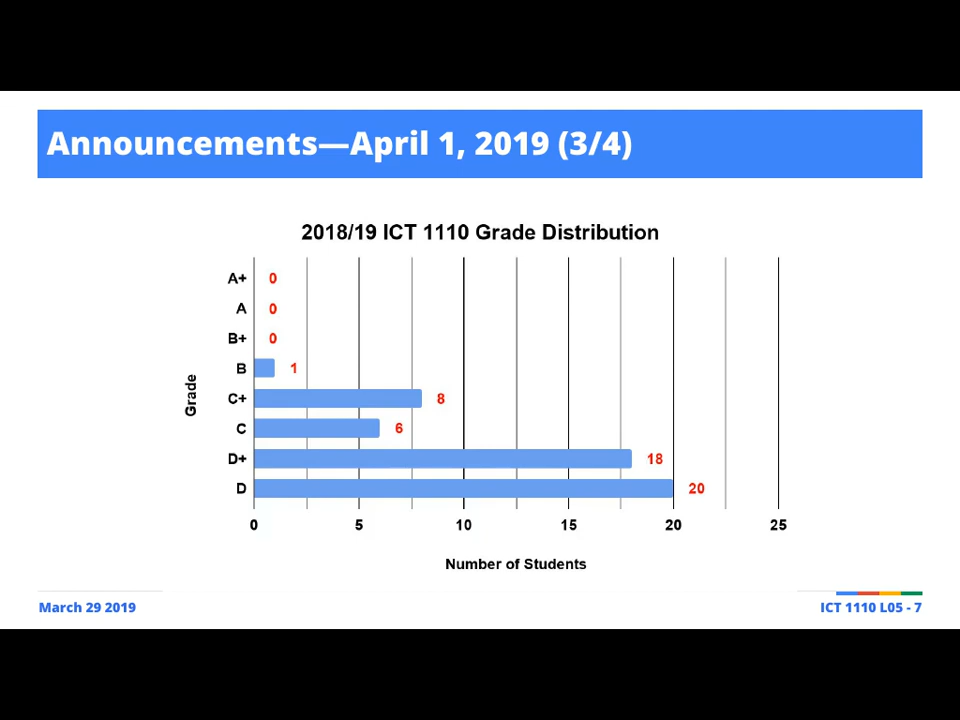 Announcements—April 1, 2019 (3/4)
2018/19 ICT 1110 Grade Distribution
A+ 0
A 0
B+ 0
B 1
C+ 8
C 6
D+ 18
D 20
Grade
0 5 10 15 20 25
Number of Students
March 29 2019
ICT 1110 L05 - 7